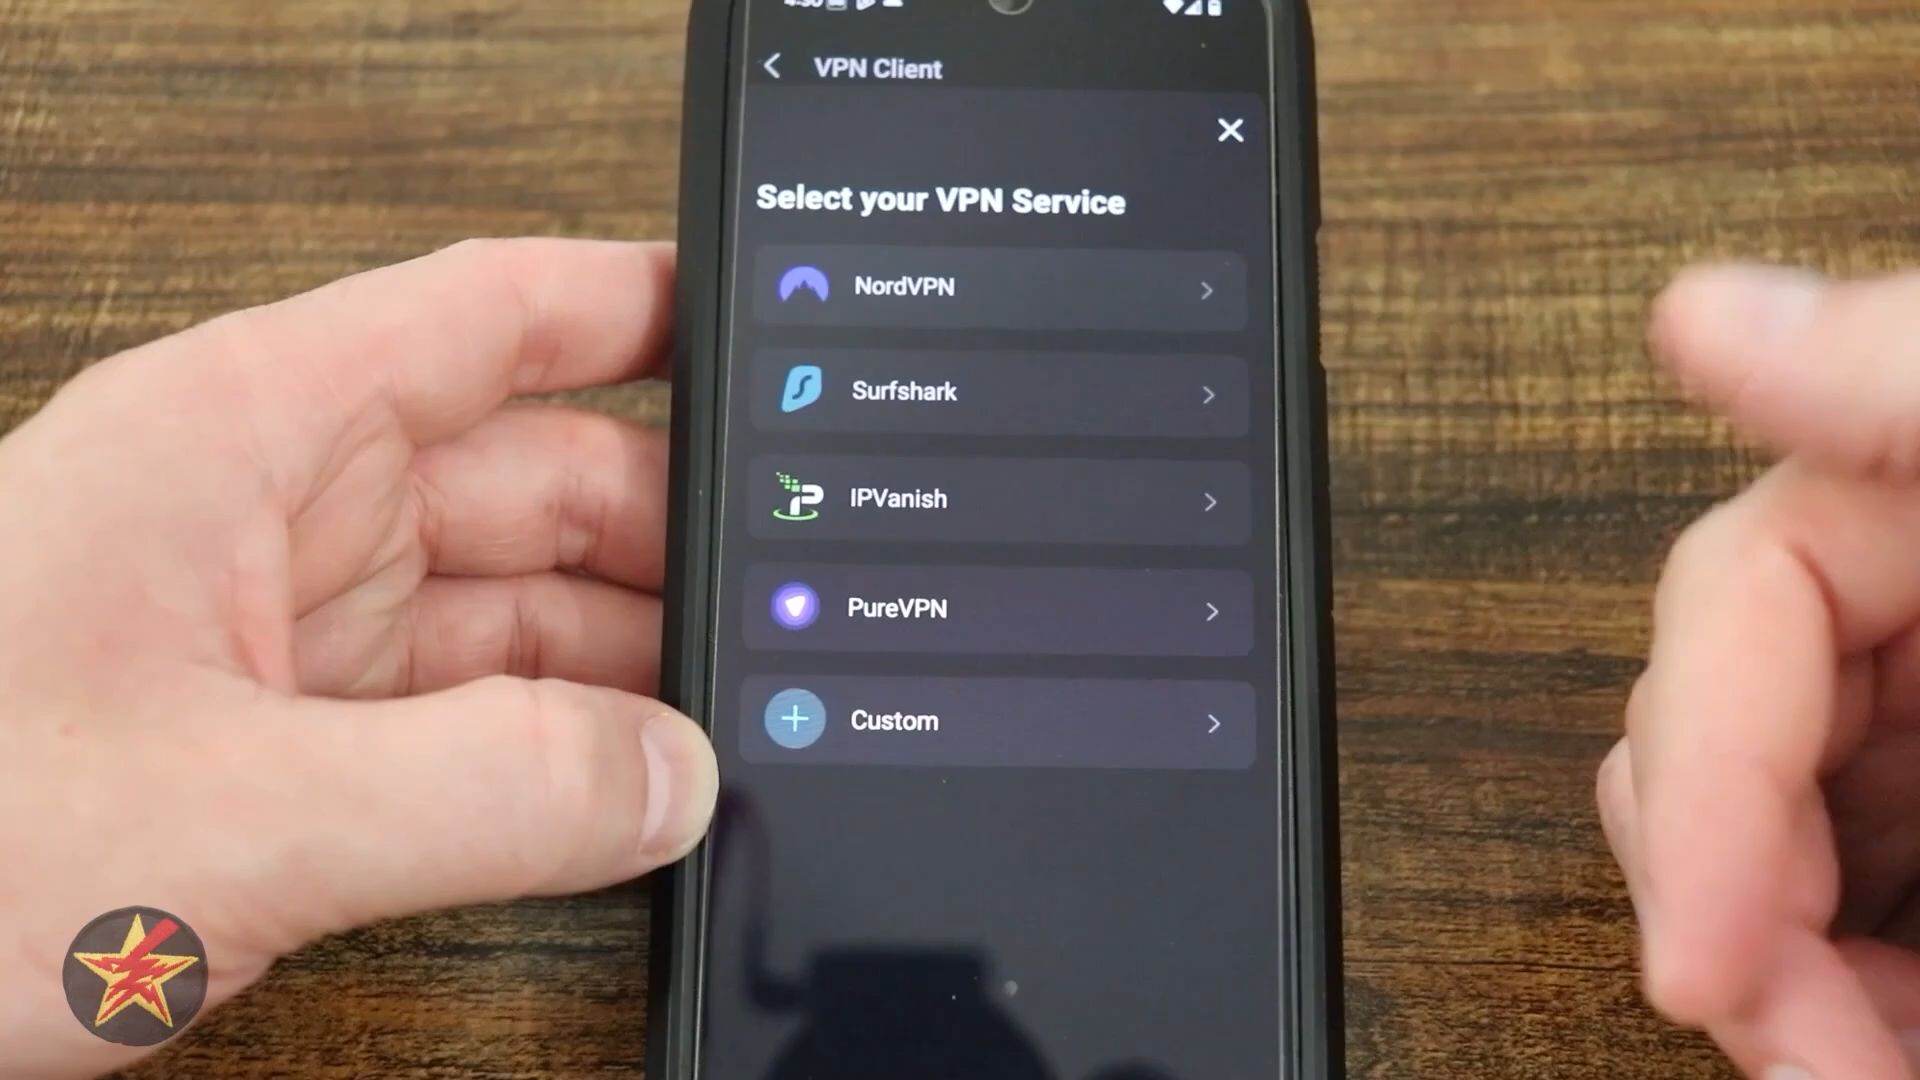 VPN Client
Select your VPN Service
NordVPN
Surfshark
IPVanish
PureVPN
Custom